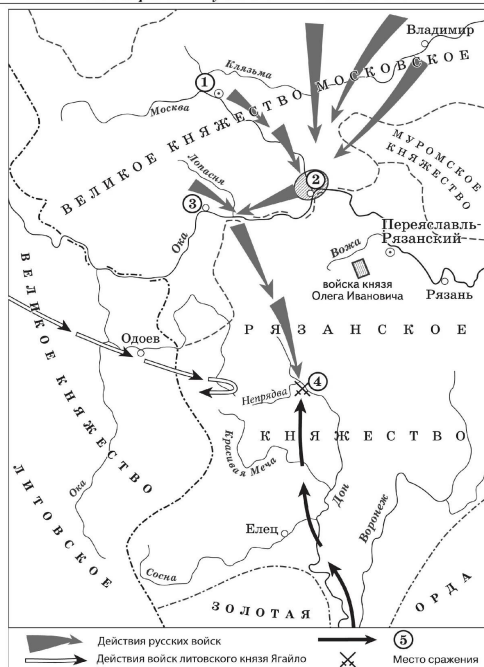 Владимир
Клязьма
①
Москва
ВЕЛИКОЕ КНЯЖЕСТВО МОСКОВСКОЕ
МУРОМСКОЕ
КНЯЖЕСТВО
Лопасня
②
③
Ока
Переяславль-
Рязанский
Вожа
войска князя
Олега Ивановича
Рязань
ВЕЛИКОЕ КНЯЖЕСТВО
ЛИТОВСКОЕ
Одоев
РЯЗАНСКОЕ
④
Непрядва
КНЯЖЕСТВО
Красивая Меча
Ока
Дон
Воронеж
Елец
Сосна
ЗОЛОТАЯ
ОРДА
Действия русских войск
⑤
Действия войск литовского князя Ягайло
Место сражения